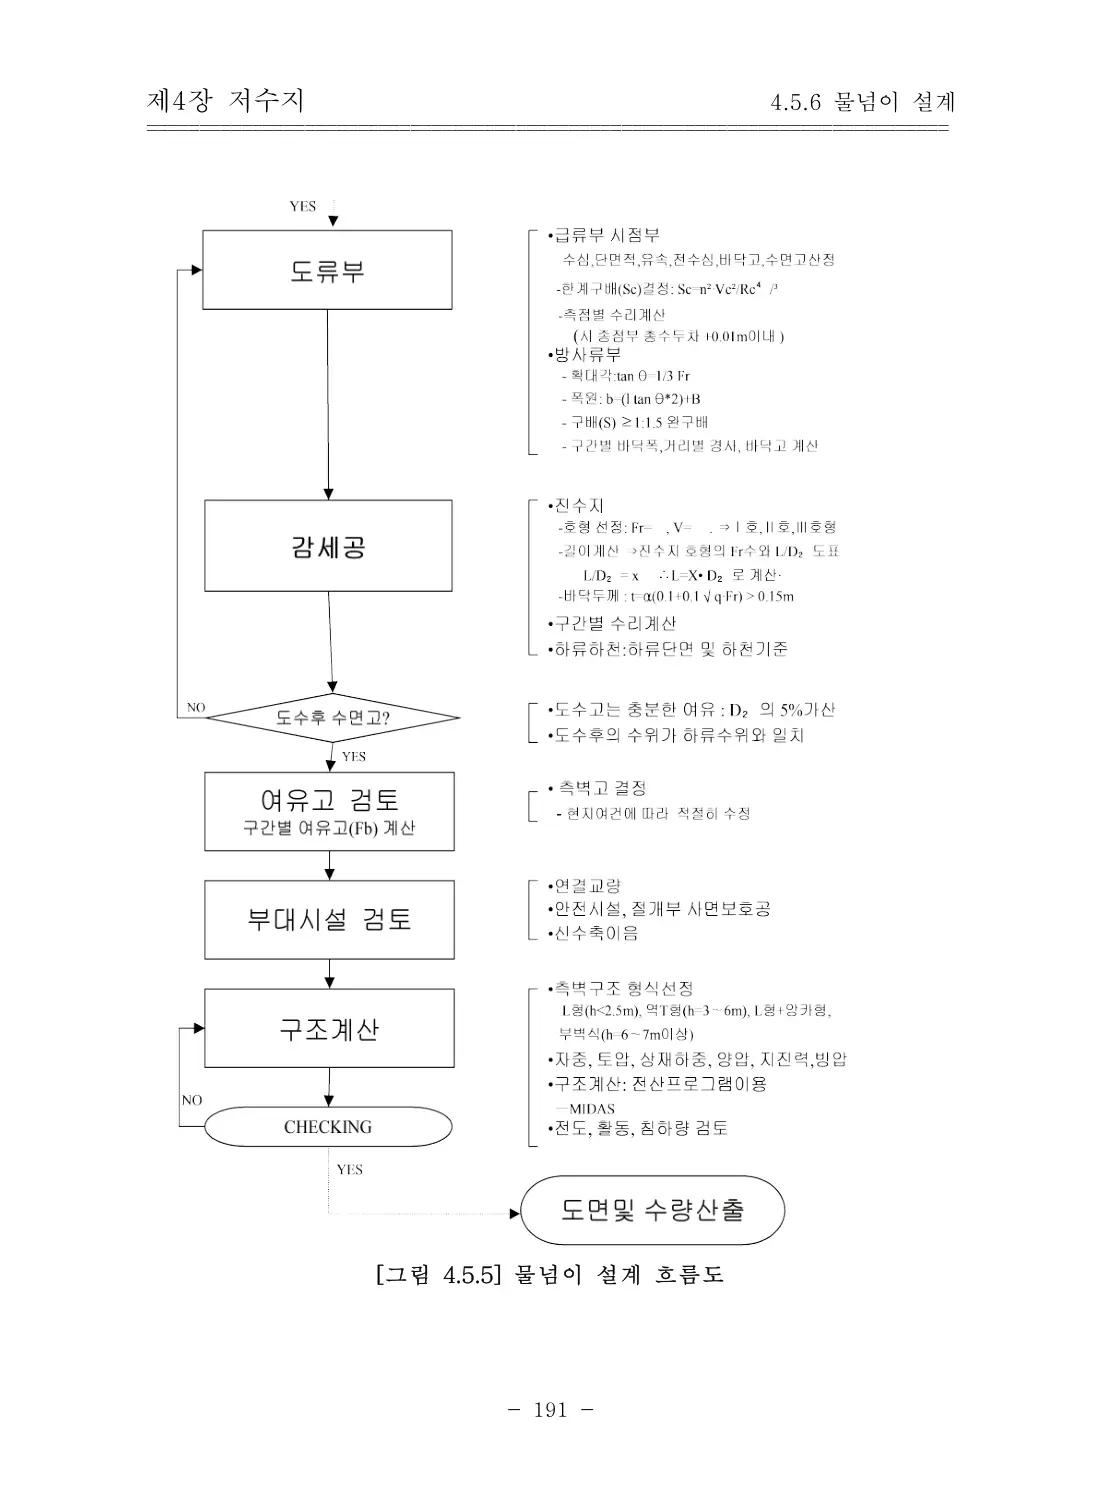 제4장 저수지
4.5.6 물넘이 설계
YES
도류부
•급류부 시점부
수심,단면적,유속,전수심,바닥고,수면고산정
-한계구배(Sc)결정: Sc=n²·Vc²/Rc⁴ /³
-측점별 수리계산
(시 종점부 총수두차 +0.01m이내 )
•방사류부
- 확대각:tan θ=1/3 Fr
- 폭원: b=(l tan θ*2)+B
- 구배(S) ≥1:1.5 완구배
- 구간별 바닥폭,거리별 경사, 바닥고 계산
감세공
•진수지
-호형 선정: Fr= , V= . ⇒Ⅰ호,Ⅱ호,Ⅲ호형
-길이계산 ⇒진수지 호형의 Fr수와 L/D₂ 도표
L/D₂ = x ∴L=X• D₂ 로 계산·
-바닥두께 : t=α(0.1+0.1√q·Fr) > 0.15m
•구간별 수리계산
•하류하천:하류단면 및 하천기준
NO
도수후 수면고?
•도수고는 충분한 여유 : D₂ 의 5%가산
•도수후의 수위가 하류수위와 일치
YES
여유고 검토
구간별 여유고(Fb) 계산
• 측벽고 결정
- 현지여건에 따라 적절히 수정
부대시설 검토
•연결교량
•안전시설, 절개부 사면보호공
•신수축이음
구조계산
•측벽구조 형식선정
L형(h<2.5m), 역T형(h=3～6m), L형+앙카형,
부벽식(h=6～7m이상)
•자중, 토압, 상재하중, 양압, 지진력,빙압
•구조계산: 전산프로그램이용
—MIDAS
•전도, 활동, 침하량 검토
NO
CHECKING
YES
도면및 수량산출
[그림 4.5.5] 물넘이 설계 흐름도
- 191 -